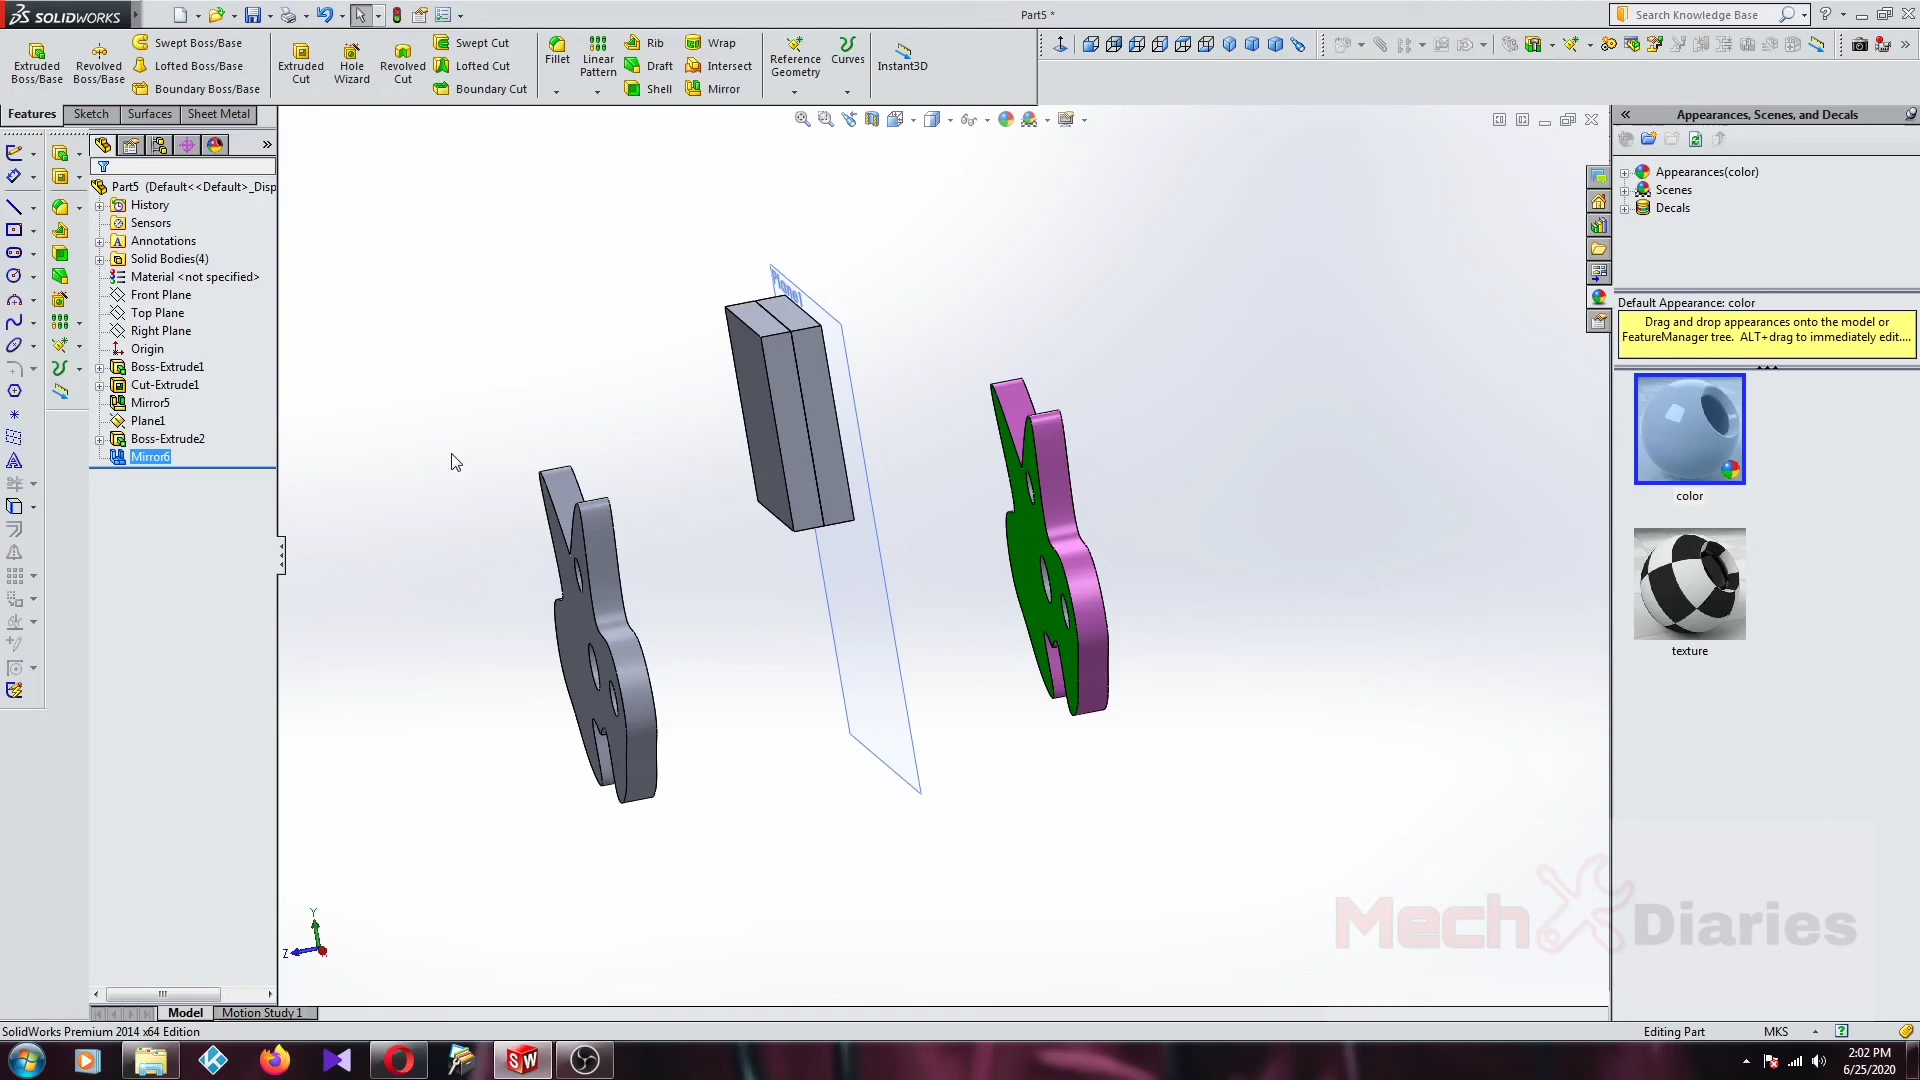 SOLIDWORKS
Part5 *
Search Knowledge Base
Extruded Boss/Base
Revolved Boss/Base
Swept Boss/Base
Lofted Boss/Base
Boundary Boss/Base
Extruded Cut
Hole Wizard
Revolved Cut
Swept Cut
Lofted Cut
Boundary Cut
Fillet
Linear Pattern
Rib
Draft
Shell
Wrap
Intersect
Mirror
Reference Geometry
Curves
Instant3D
Features
Sketch
Surfaces
Sheet Metal
Part5 (Default<<Default>_Disp
History
Sensors
Annotations
Solid Bodies(4)
Material <not specified>
Front Plane
Top Plane
Right Plane
Origin
Boss-Extrude1
Cut-Extrude1
Mirror5
Plane1
Boss-Extrude2
Mirror6
Plane1
Y
Z
Appearances, Scenes, and Decals
Appearances(color)
Scenes
Decals
Default Appearance: color
Drag and drop appearances onto the model or
FeatureManager tree. ALT+drag to immediately edit....
color
texture
Mech Diaries
Model
Motion Study 1
SolidWorks Premium 2014 x64 Edition
Editing Part
MKS
2:02 PM
6/25/2020